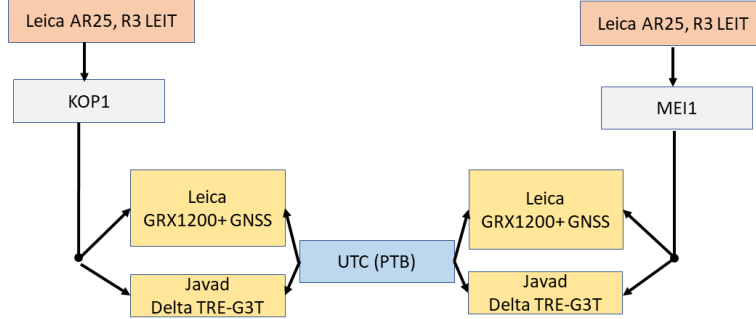 Leica AR25, R3 LEIT
Leica AR25, R3 LEIT
KOP1
MEI1
Leica
GRX1200+ GNSS
Leica
GRX1200+ GNSS
UTC (PTB)
Javad
Delta TRE-G3T
Javad
Delta TRE-G3T